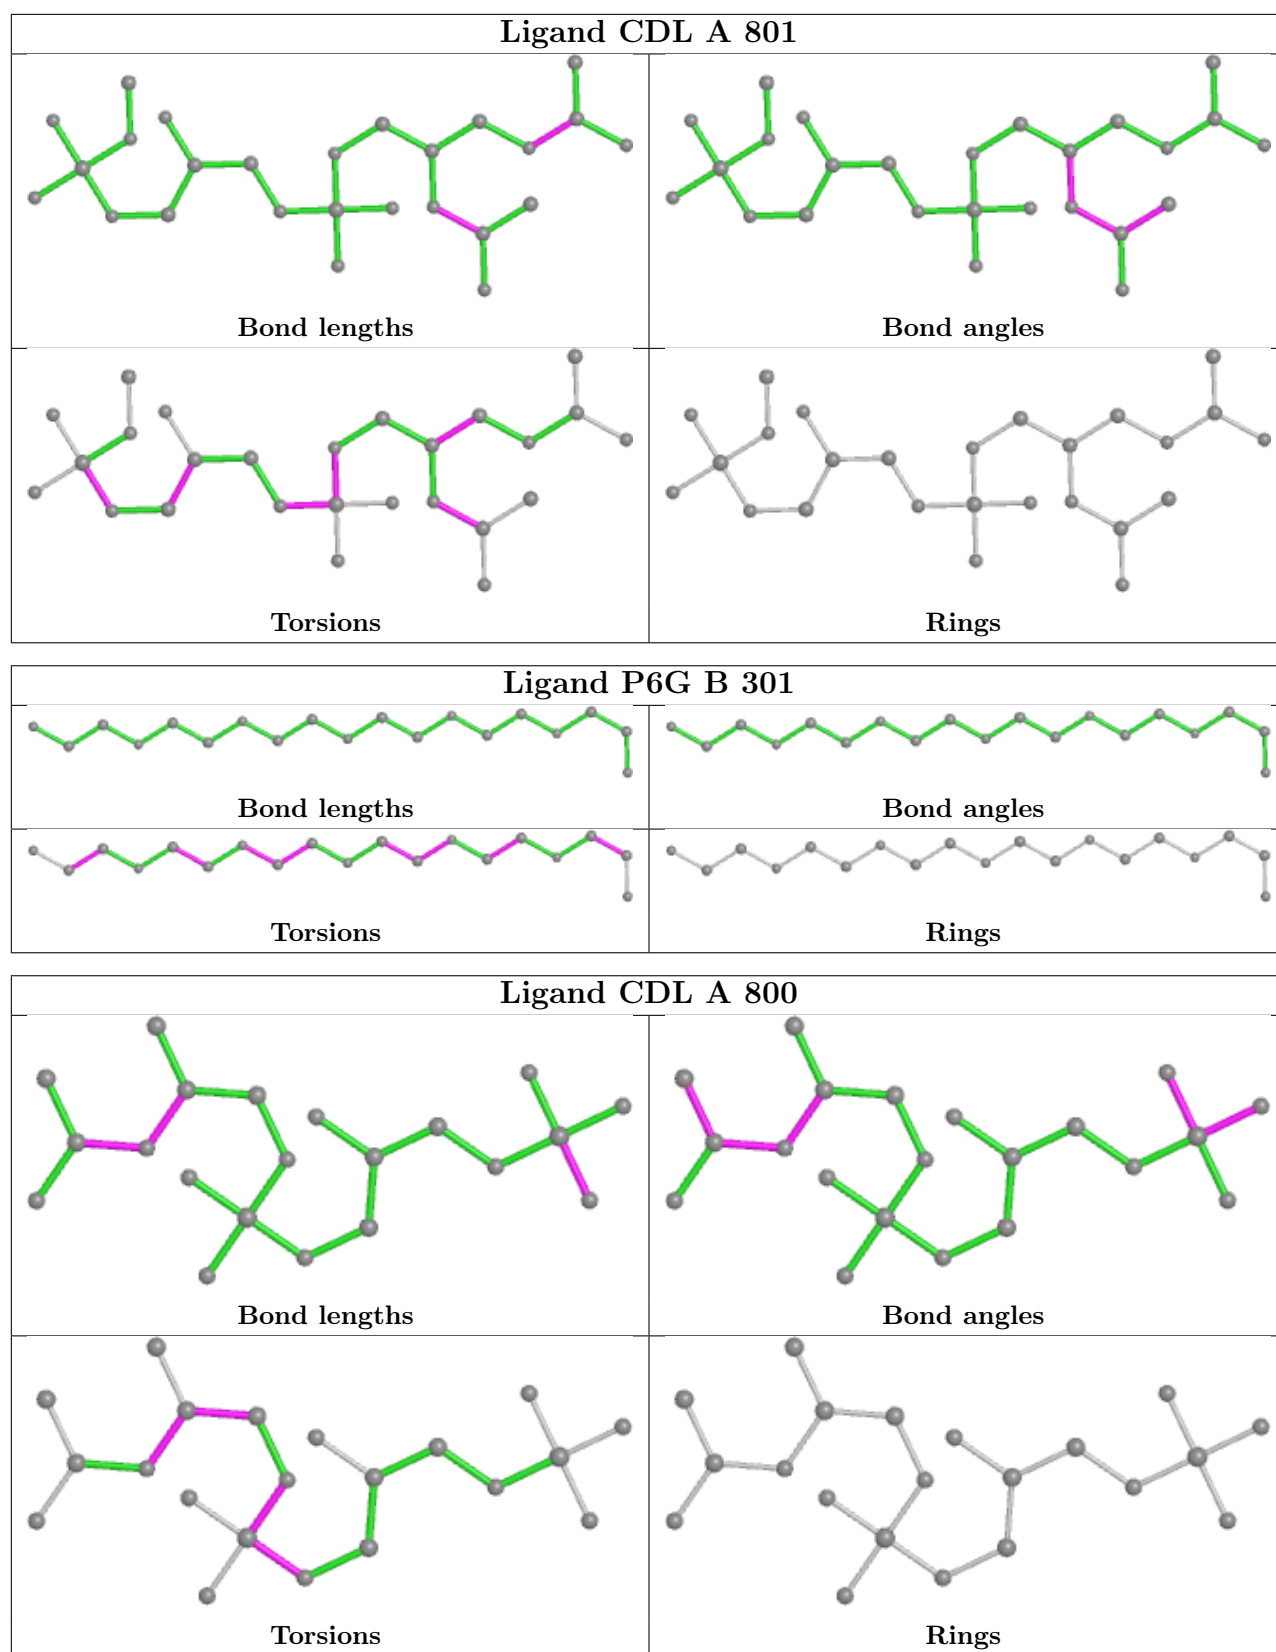 Ligand CDL A 801
Bond lengths
Bond angles
Torsions
Rings
Ligand P6G B 301
Bond lengths
Bond angles
Torsions
Rings
Ligand CDL A 800
Bond lengths
Bond angles
Torsions
Rings